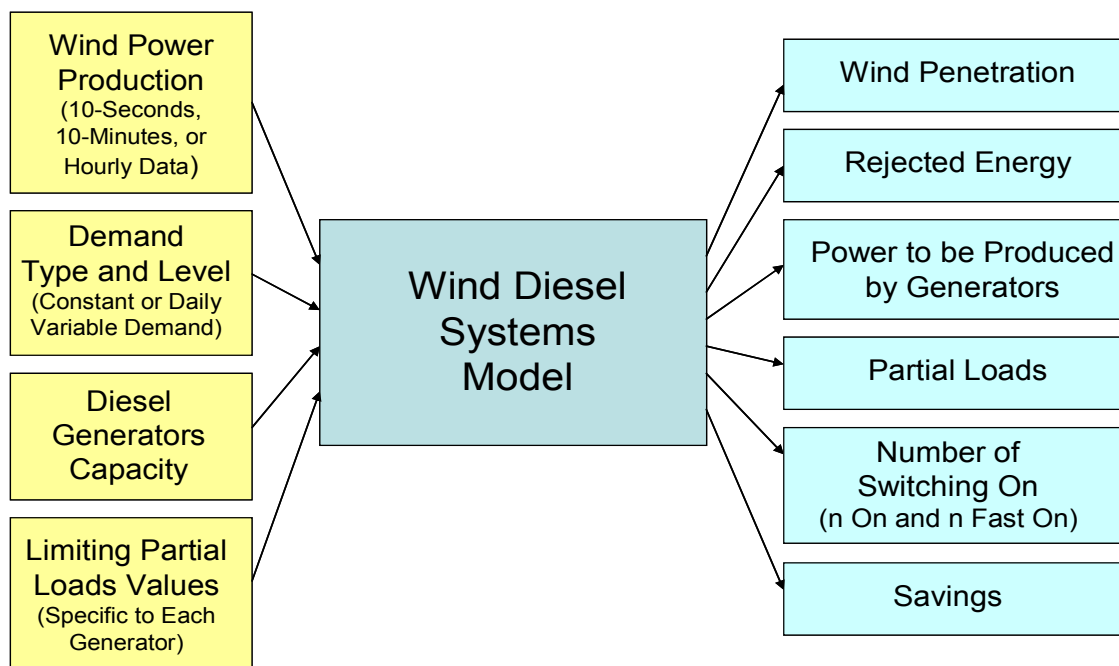 Wind Power
Production
(10-Seconds,
10-Minutes, or
Hourly Data)
Demand
Type and Level
(Constant or Daily
Variable Demand)
Diesel
Generators
Capacity
Limiting Partial
Loads Values
(Specific to Each
Generator)
Wind Diesel
Systems
Model
Wind Penetration
Rejected Energy
Power to be Produced
by Generators
Partial Loads
Number of
Switching On
(n On and n Fast On)
Savings